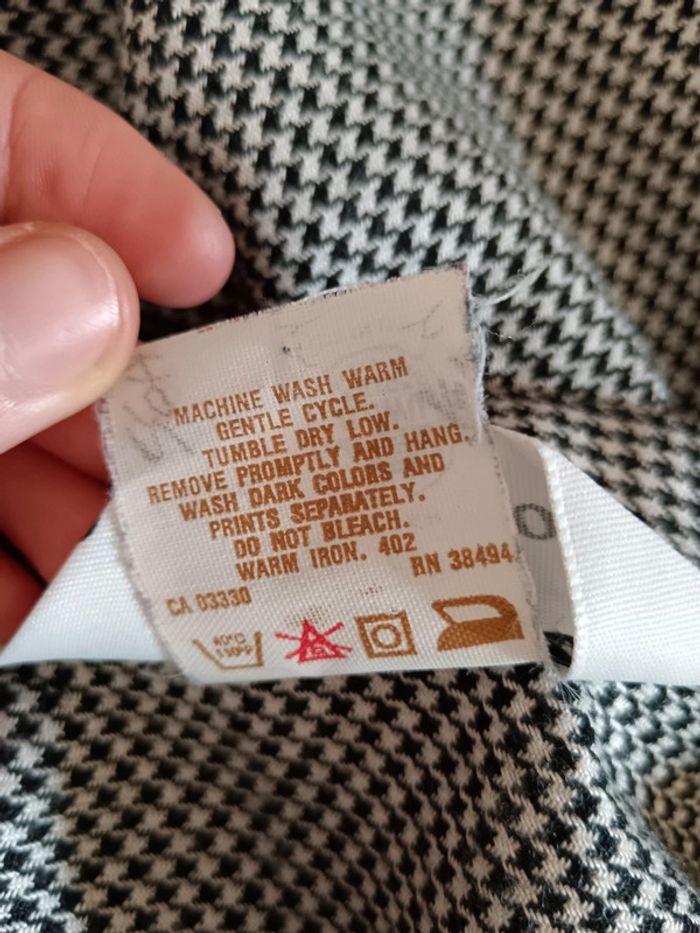 MACHINE WASH WARM
GENTLE CYCLE.
TUMBLE DRY LOW.
REMOVE PROMPTLY AND HANG.
WASH DARK COLORS AND
PRINTS SEPARATELY.
DO NOT BLEACH.
WARM IRON. 402
RN 38494
CA 03330
40°C